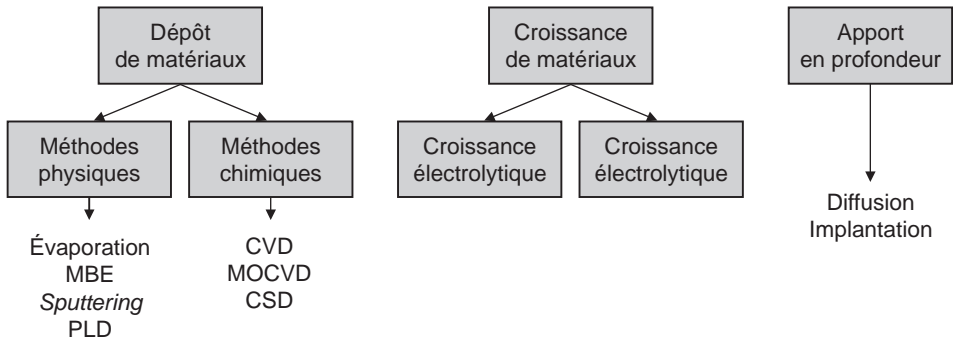 Dépôt
de matériaux
Croissance
de matériaux
Apport
en profondeur
Méthodes
physiques
Méthodes
chimiques
Croissance
électrolytique
Croissance
électrolytique
Diffusion
Implantation
Évaporation
MBE
Sputtering
PLD
CVD
MOCVD
CSD